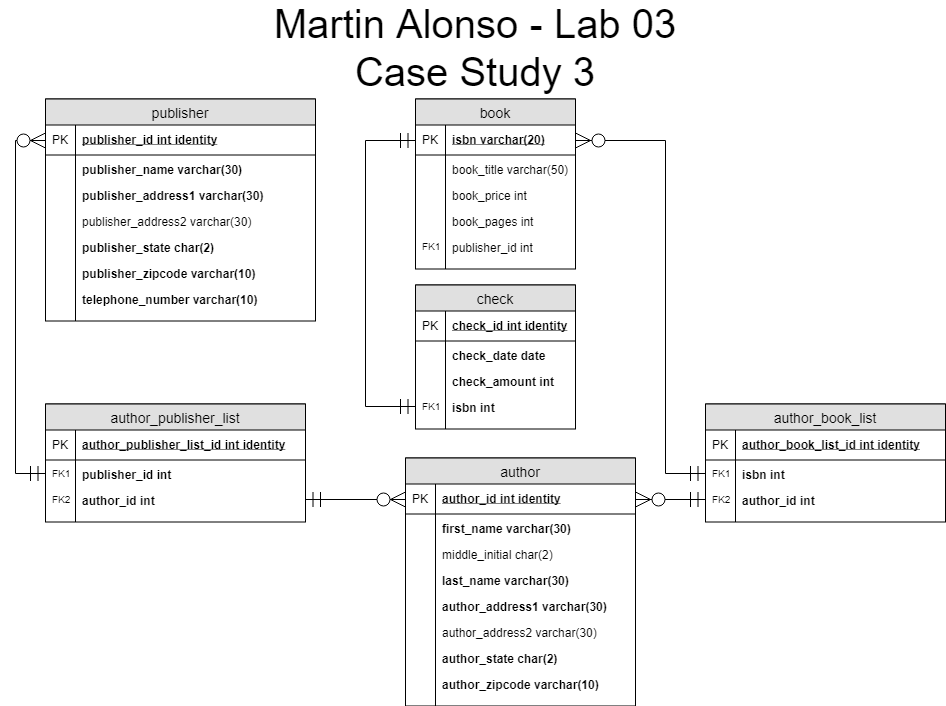 Martin Alonso - Lab 03
Case Study 3
publisher
PK publisher_id int identity
publisher_name varchar(30)
publisher_address1 varchar(30)
publisher_address2 varchar(30)
publisher_state char(2)
publisher_zipcode varchar(10)
telephone_number varchar(10)
book
PK isbn varchar(20)
book_title varchar(50)
book_price int
book_pages int
FK1 publisher_id int
check
PK check_id int identity
check_date date
check_amount int
FK1 isbn int
author_publisher_list
PK author_publisher_list_id int identity
FK1 publisher_id int
FK2 author_id int
author
PK author_id int identity
first_name varchar(30)
middle_initial char(2)
last_name varchar(30)
author_address1 varchar(30)
author_address2 varchar(30)
author_state char(2)
author_zipcode varchar(10)
author_book_list
PK author_book_list_id int identity
FK1 isbn int
FK2 author_id int